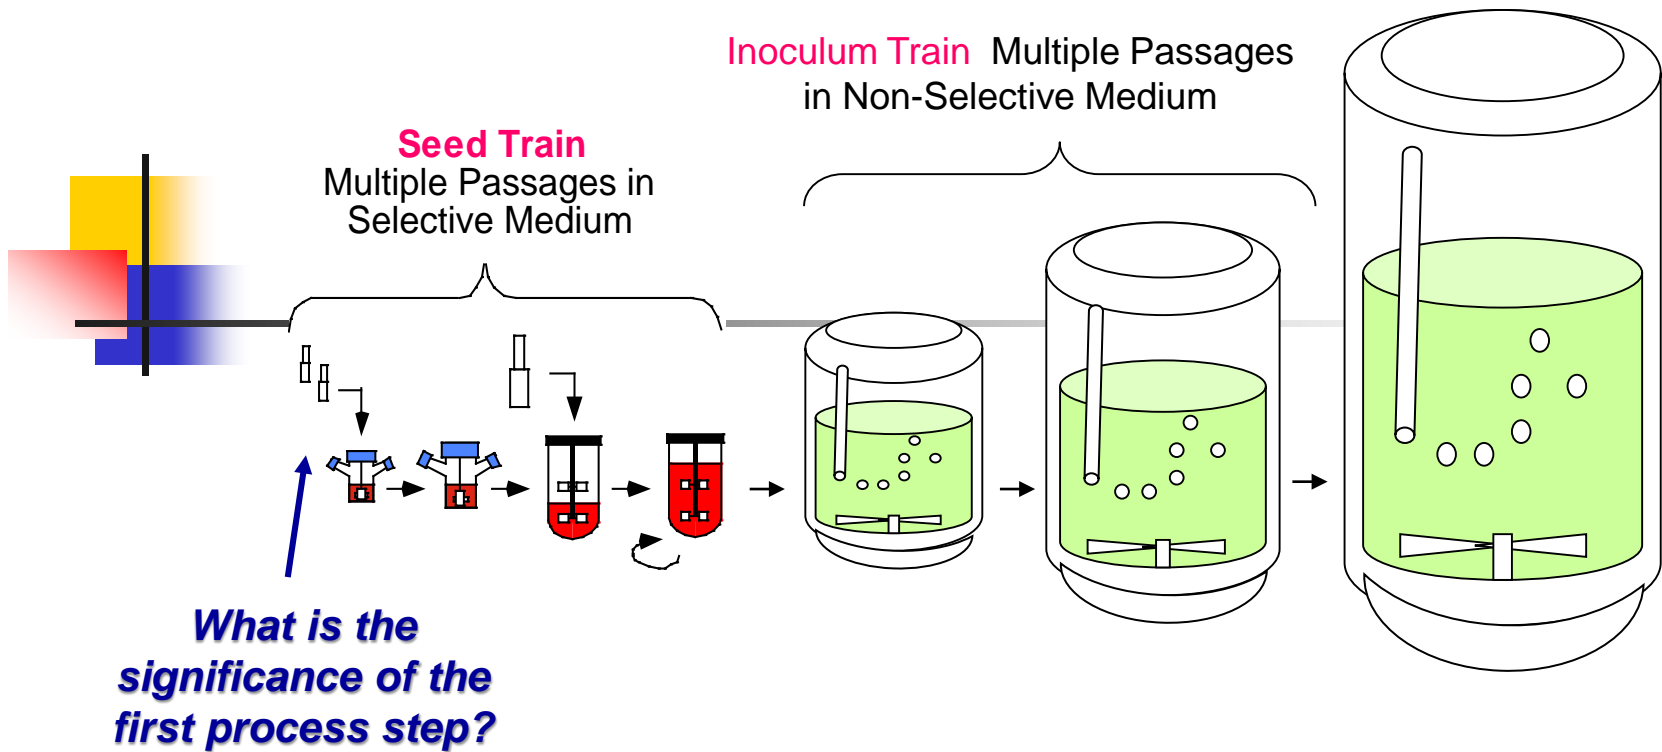 Inoculum Train Multiple Passages
in Non-Selective Medium
Seed Train
Multiple Passages in
Selective Medium
What is the
significance of the
first process step?